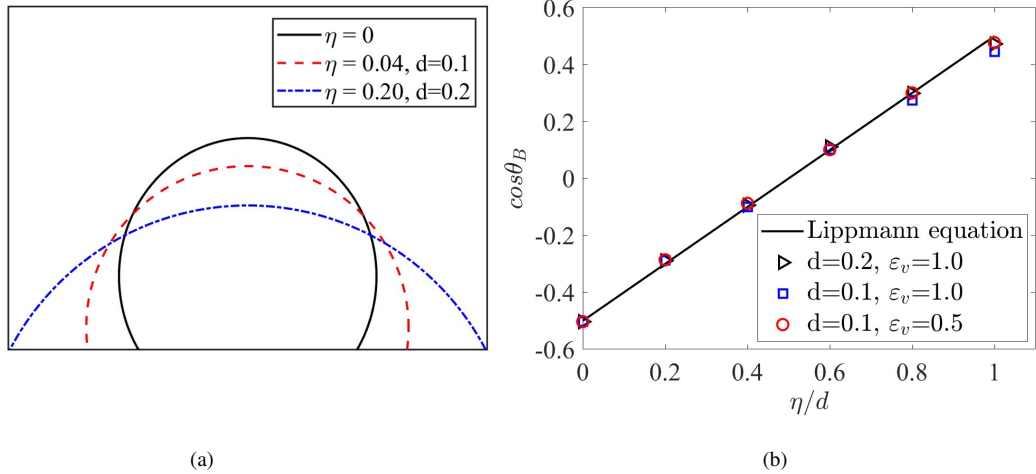 η = 0
η = 0.04, d=0.1
η = 0.20, d=0.2
(a)
cosθ_B
0.6
0.4
0.2
0
-0.2
-0.4
-0.6
Lippmann equation
d=0.2, ε_v=1.0
d=0.1, ε_v=1.0
d=0.1, ε_v=0.5
0 0.2 0.4 0.6 0.8 1
η/d
(b)